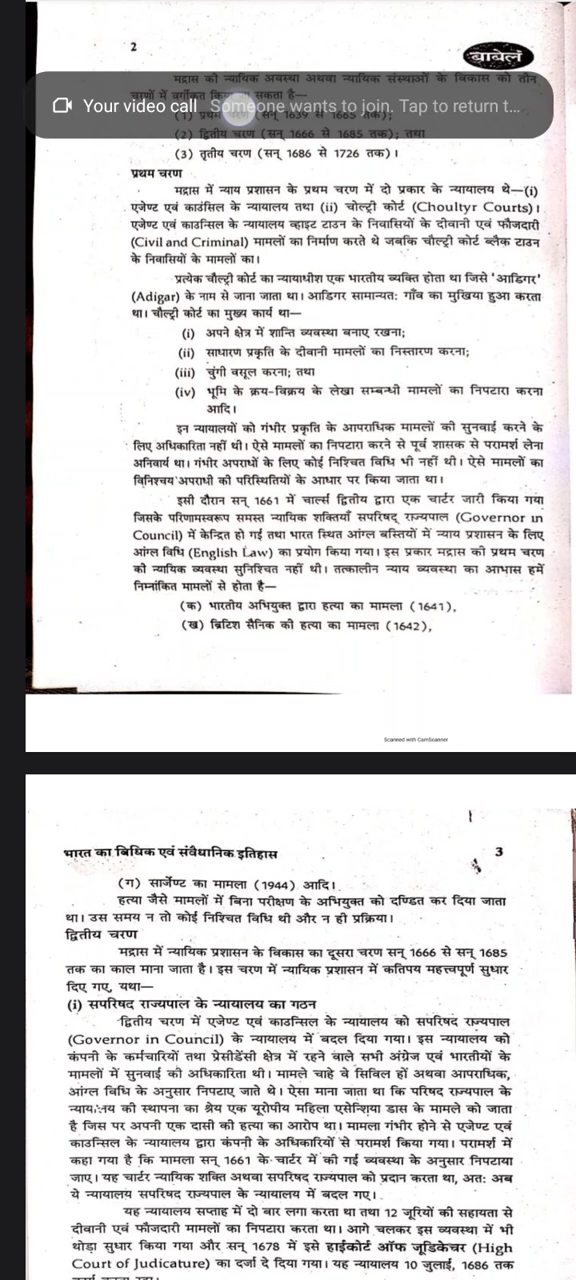 2
बाबेल
मद्रास की न्यायिक अवस्था अथवा न्यायिक संस्थाओं के विकास को तीन
चरणों में वर्गीकत किया जा सकता है—
Your video call Someone wants to join. Tap to return t...
(1) प्रथम चरण (सन् 1639 से 1665 तक);
(2) द्वितीय चरण (सन् 1666 से 1685 तक); तथा
(3) तृतीय चरण (सन् 1686 से 1726 तक)।
प्रथम चरण
मद्रास में न्याय प्रशासन के प्रथम चरण में दो प्रकार के न्यायालय थे—(i)
एजेण्ट एवं काउंसिल के न्यायालय तथा (ii) चोल्ट्री कोर्ट (Choultyr Courts)।
एजेण्ट एवं काउन्सिल के न्यायालय व्हाइट टाउन के निवासियों के दीवानी एवं फौजदारी
(Civil and Criminal) मामलों का निर्माण करते थे जबकि चौल्ट्री कोर्ट ब्लैक टाउन
के निवासियों के मामलों का।
प्रत्येक चौल्ट्री कोर्ट का न्यायाधीश एक भारतीय व्यक्ति होता था जिसे 'आडिगर'
(Adigar) के नाम से जाना जाता था। आडिगर सामान्यतः गाँव का मुखिया हुआ करता
था। चौल्ट्री कोर्ट का मुख्य कार्य था—
(i) अपने क्षेत्र में शान्ति व्यवस्था बनाए रखना;
(ii) साधारण प्रकृति के दीवानी मामलों का निस्तारण करना;
(iii) चुंगी वसूल करना; तथा
(iv) भूमि के क्रय-विक्रय के लेखा सम्बन्धी मामलों का निपटारा करना
आदि।
इन न्यायालयों को गंभीर प्रकृति के आपराधिक मामलों की सुनवाई करने के
लिए अधिकारिता नहीं थी। ऐसे मामलों का निपटारा करने से पूर्व शासक से परामर्श लेना
अनिवार्य था। गंभीर अपराधों के लिए कोई निश्चित विधि भी नहीं थी। ऐसे मामलों का
विनिश्चय अपराधी की परिस्थितियों के आधार पर किया जाता था।
इसी दौरान सन् 1661 में चार्ल्स द्वितीय द्वारा एक चार्टर जारी किया गया
जिसके परिणामस्वरूप समस्त न्यायिक शक्तियाँ सपरिषद् राज्यपाल (Governor in
Council) में केन्द्रित हो गई तथा भारत स्थित आंग्ल बस्तियों में न्याय प्रशासन के लिए
आंग्ल विधि (English Law) का प्रयोग किया गया। इस प्रकार मद्रास की प्रथम चरण
की न्यायिक व्यवस्था सुनिश्चित नहीं थी। तत्कालीन न्याय व्यवस्था का आभास हमें
निम्नांकित मामलों से होता है—
(क) भारतीय अभियुक्त द्वारा हत्या का मामला (1641),
(ख) ब्रिटिश सैनिक की हत्या का मामला (1642),
Scanned with CamScanner
भारत का विधिक एवं संवैधानिक इतिहास
3
(ग) सार्जेण्ट का मामला (1944) आदि।
हत्या जैसे मामलों में बिना परीक्षण के अभियुक्त को दण्डित कर दिया जाता
था। उस समय न तो कोई निश्चित विधि थी और न ही प्रक्रिया।
द्वितीय चरण
मद्रास में न्यायिक प्रशासन के विकास का दूसरा चरण सन् 1666 से सन् 1685
तक का काल माना जाता है। इस चरण में न्यायिक प्रशासन में कतिपय महत्त्वपूर्ण सुधार
दिए गए, यथा—
(i) सपरिषद राज्यपाल के न्यायालय का गठन
द्वितीय चरण में एजेण्ट एवं काउन्सिल के न्यायालय को सपरिषद् राज्यपाल
(Governor in Council) के न्यायालय में बदल दिया गया। इस न्यायालय को
कंपनी के कर्मचारियों तथा प्रेसीडेंसी क्षेत्र में रहने वाले सभी अंग्रेज एवं भारतीयों के
मामलों में सुनवाई की अधिकारिता थी। मामले चाहे वे सिविल हों अथवा आपराधिक,
आंग्ल विधि के अनुसार निपटाए जाते थे। ऐसा माना जाता था कि परिषद राज्यपाल के
न्यायालय की स्थापना का श्रेय एक यूरोपीय महिला एसेन्शिया डास के मामले को जाता
है जिस पर अपनी एक दासी की हत्या का आरोप था। मामला गंभीर होने से एजेण्ट एवं
काउन्सिल के न्यायालय द्वारा कंपनी के अधिकारियों से परामर्श किया गया। परामर्श में
कहा गया है कि मामला सन् 1661 के चार्टर में की गई व्यवस्था के अनुसार निपटाया
जाए। यह चार्टर न्यायिक शक्ति अथवा सपरिषद् राज्यपाल को प्रदान करता था, अतः अब
ये न्यायालय सपरिषद् राज्यपाल के न्यायालय में बदल गए।
यह न्यायालय सप्ताह में दो बार लगा करता था तथा 12 जूरियों की सहायता से
दीवानी एवं फौजदारी मामलों का निपटारा करता था। आगे चलकर इस व्यवस्था में भी
थोड़ा सुधार किया गया और सन् 1678 में इसे हाईकोर्ट ऑफ जूडिकेचर (High
Court of Judicature) का दर्जा दे दिया गया। यह न्यायालय 10 जुलाई, 1686 तक